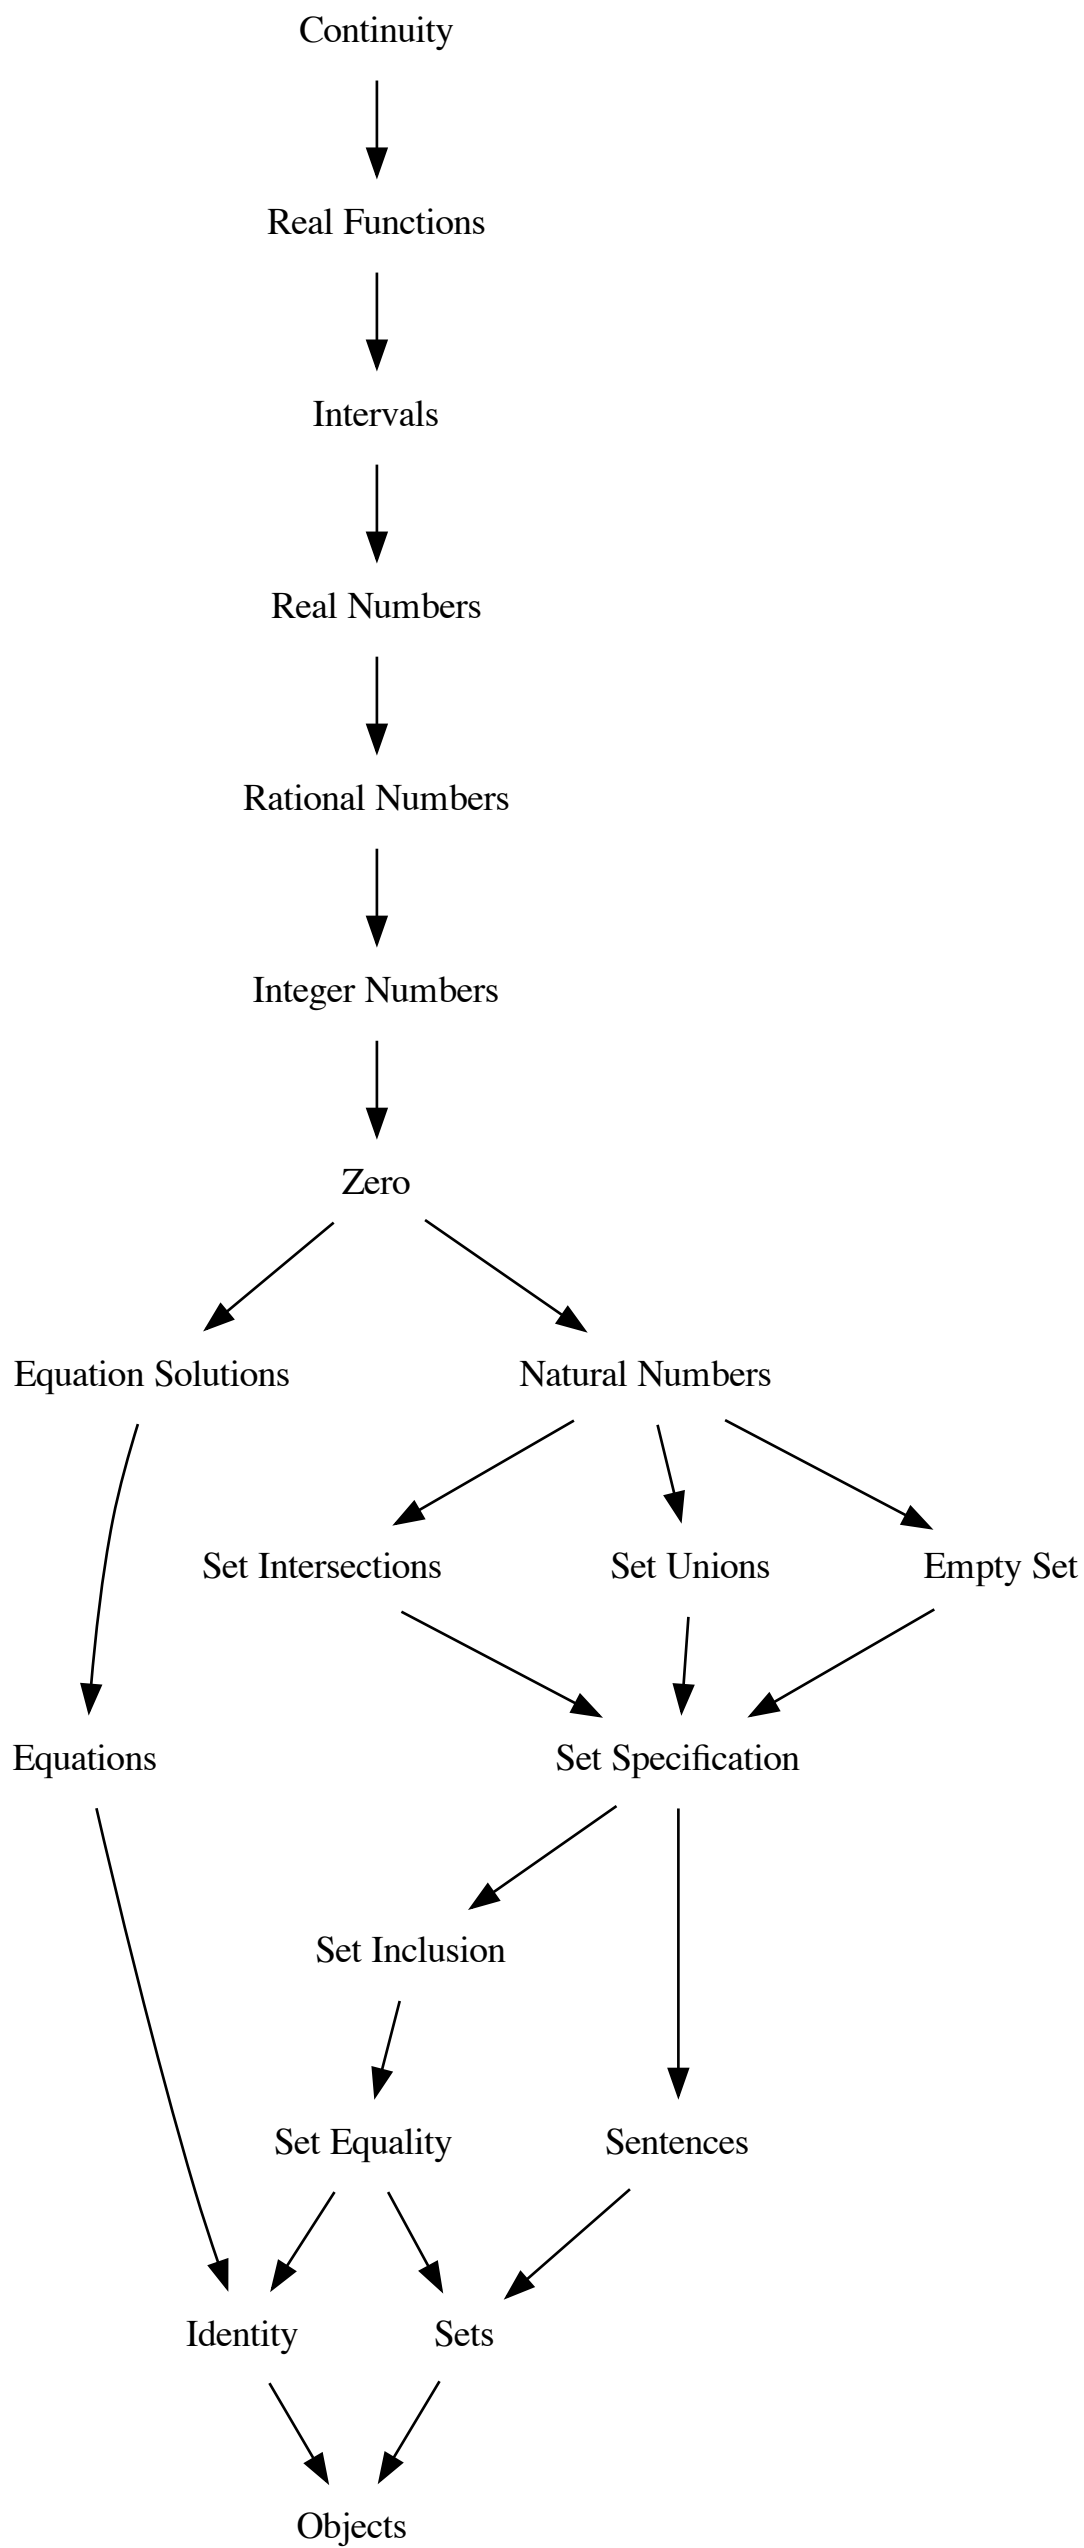 Continuity
Real Functions
Intervals
Real Numbers
Rational Numbers
Integer Numbers
Zero
Equation Solutions
Natural Numbers
Set Intersections
Set Unions
Empty Set
Equations
Set Specification
Set Inclusion
Set Equality
Sentences
Identity
Sets
Objects